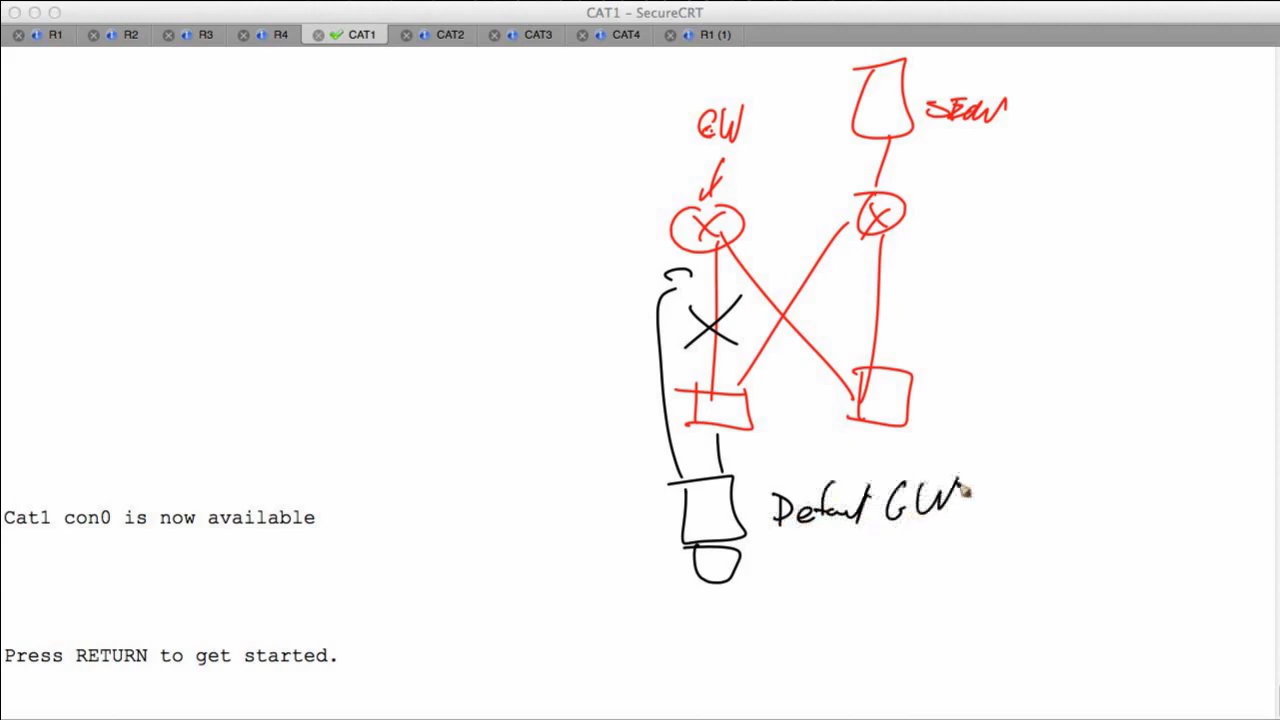 CAT1 – SecureCRT
R1 R2 R3 R4 CAT1 CAT2 CAT3 CAT4 R1 (1)
GW
Default GW
Cat1 con0 is now available
Press RETURN to get started.